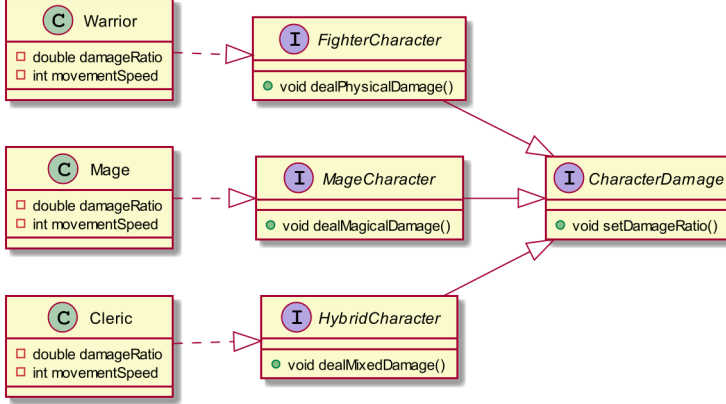 C Warrior
double damageRatio
int movementSpeed
I FighterCharacter
void dealPhysicalDamage()
C Mage
double damageRatio
int movementSpeed
I MageCharacter
void dealMagicalDamage()
I CharacterDamage
void setDamageRatio()
C Cleric
double damageRatio
int movementSpeed
I HybridCharacter
void dealMixedDamage()